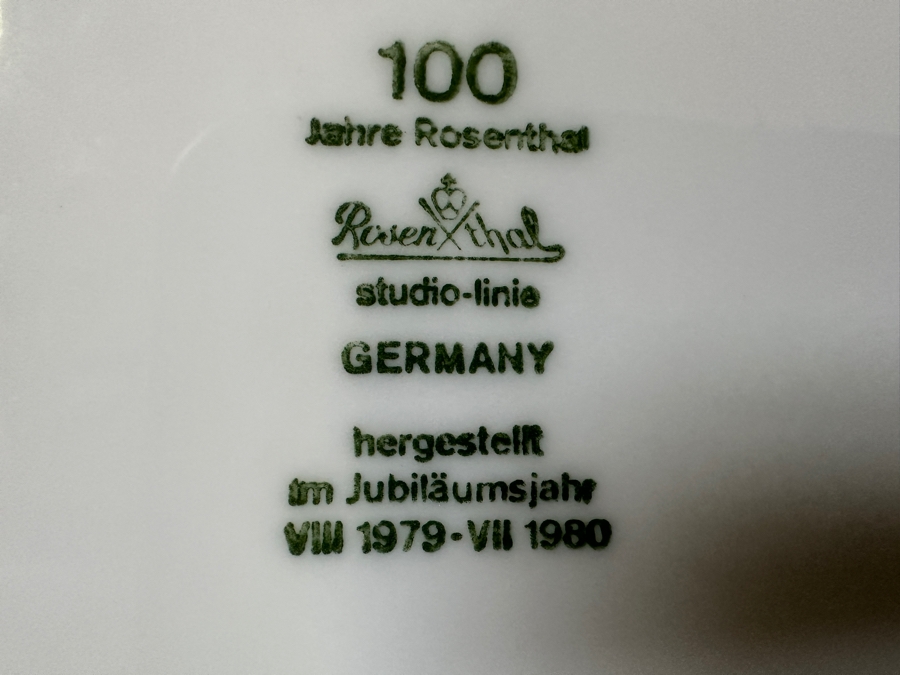 100
Jahre Rosenthal
Rosenthal
studio-linie
GERMANY
hergestellt
im Jubiläumsjahr
VIII 1979 - VII 1980